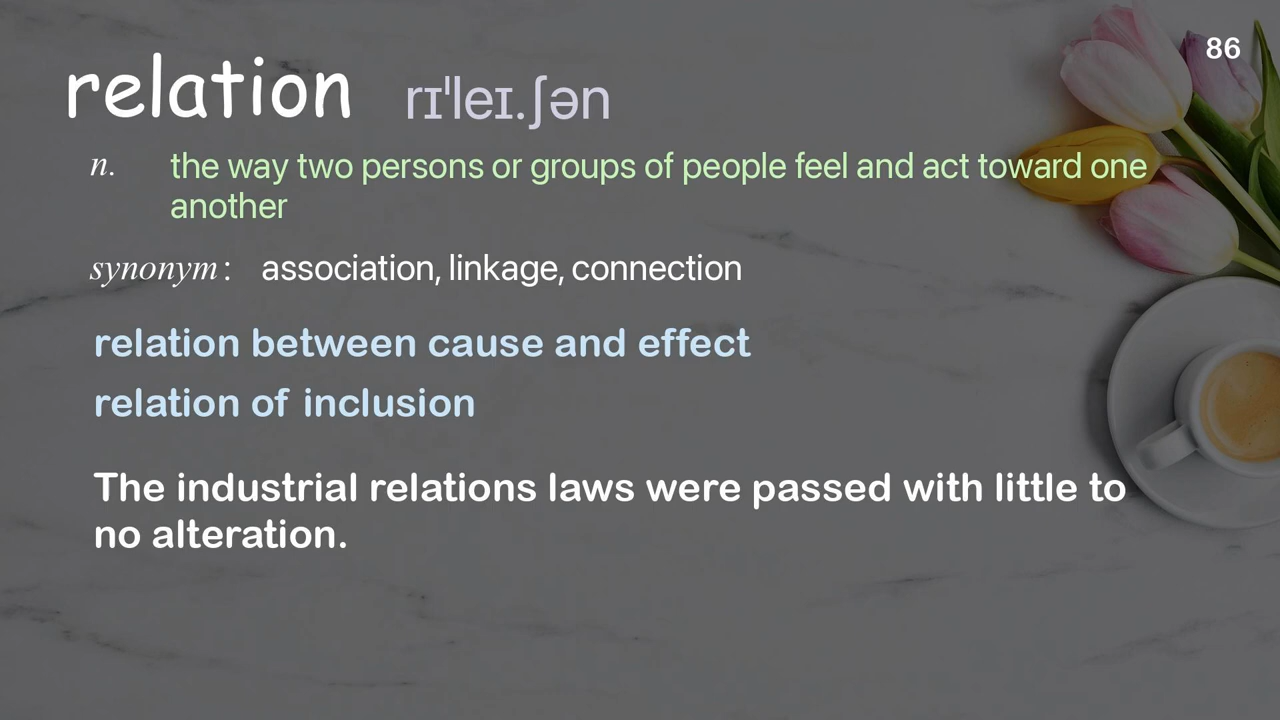 86
relation rɪˈleɪ.ʃən
n. the way two persons or groups of people feel and act toward one
another
synonym: association, linkage, connection
relation between cause and effect
relation of inclusion
The industrial relations laws were passed with little to
no alteration.